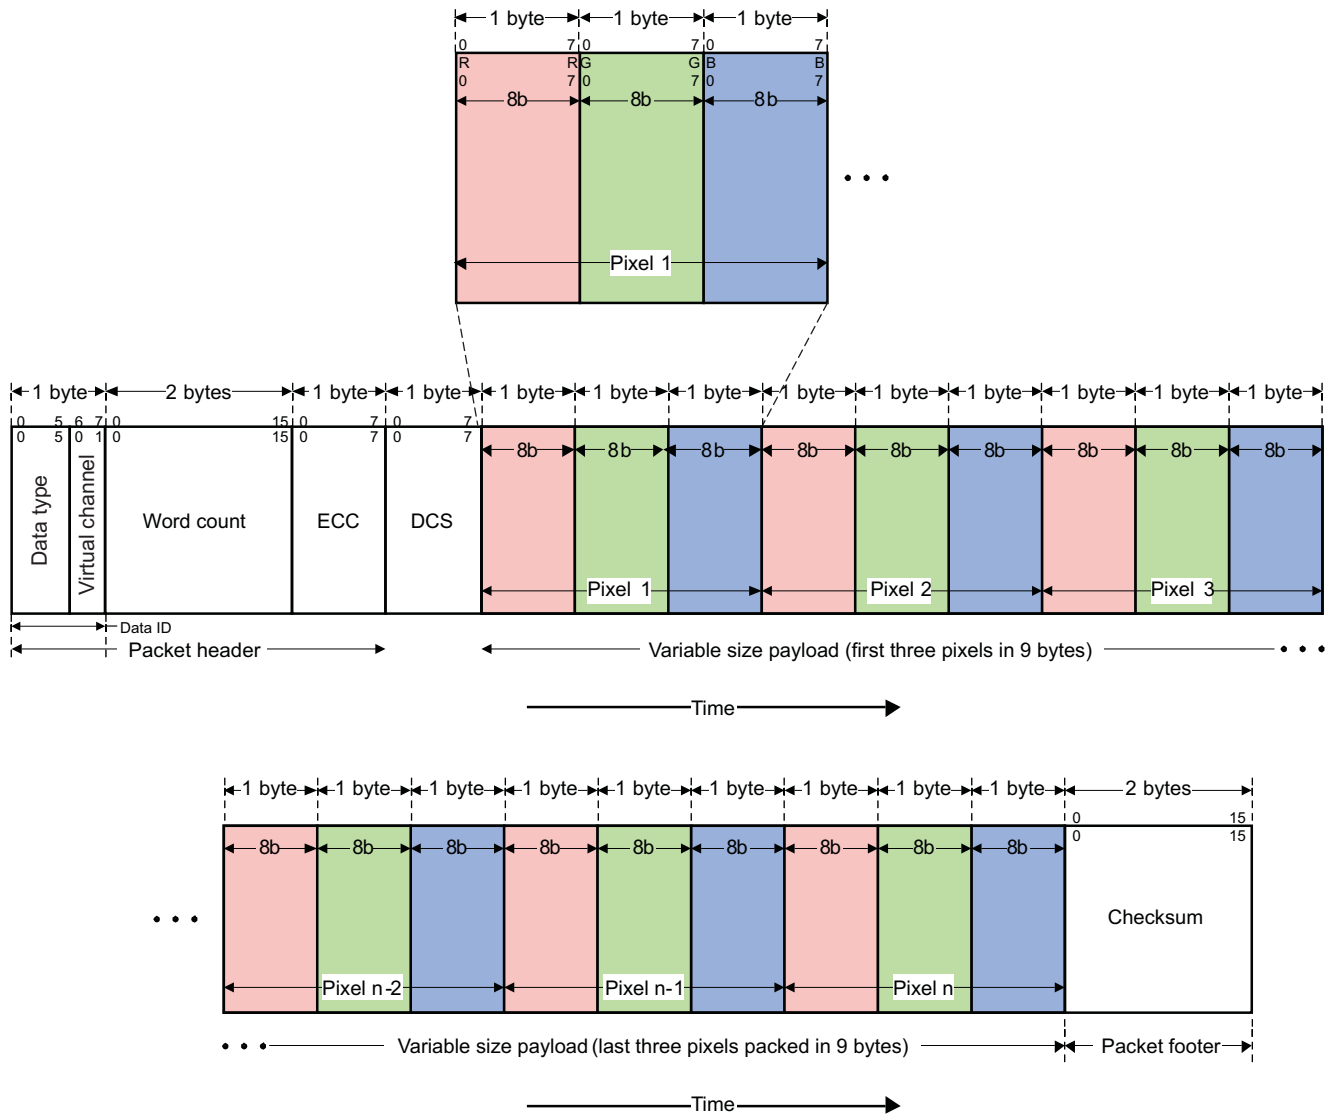 1 byte 1 byte 1 byte
0 7 0 7 0 7
R R G G B B
0 7 0 7 0 7
8b 8b 8b
Pixel 1
1 byte 2 bytes 1 byte 1 byte 1 byte 1 byte 1 byte 1 byte 1 byte 1 byte 1 byte 1 byte 1 byte
0 5 6 7 0 15 0 7 0 7
0 5 0 1 0 15 0 7 0 7
8b 8b 8b 8b 8b 8b 8b 8b 8b
Data type
Virtual channel
Word count
ECC
DCS
Pixel 1 Pixel 2 Pixel 3
Data ID
Packet header
Variable size payload (first three pixels in 9 bytes)
Time
1 byte 1 byte 1 byte 1 byte 1 byte 1 byte 1 byte 1 byte 1 byte 2 bytes
0 15
0 15
8b 8b 8b 8b 8b 8b 8b 8b 8b
Checksum
Pixel n-2 Pixel n-1 Pixel n
Variable size payload (last three pixels packed in 9 bytes)
Packet footer
Time